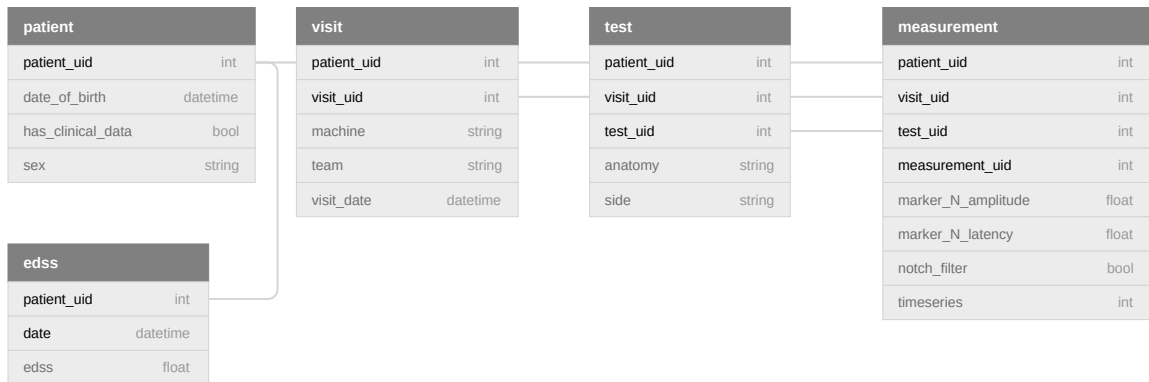 patient
patient_uid int
date_of_birth datetime
has_clinical_data bool
sex string
visit
patient_uid int
visit_uid int
machine string
team string
visit_date datetime
test
patient_uid int
visit_uid int
test_uid int
anatomy string
side string
measurement
patient_uid int
visit_uid int
test_uid int
measurement_uid int
marker_N_amplitude float
marker_N_latency float
notch_filter bool
timeseries int
edss
patient_uid int
date datetime
edss float